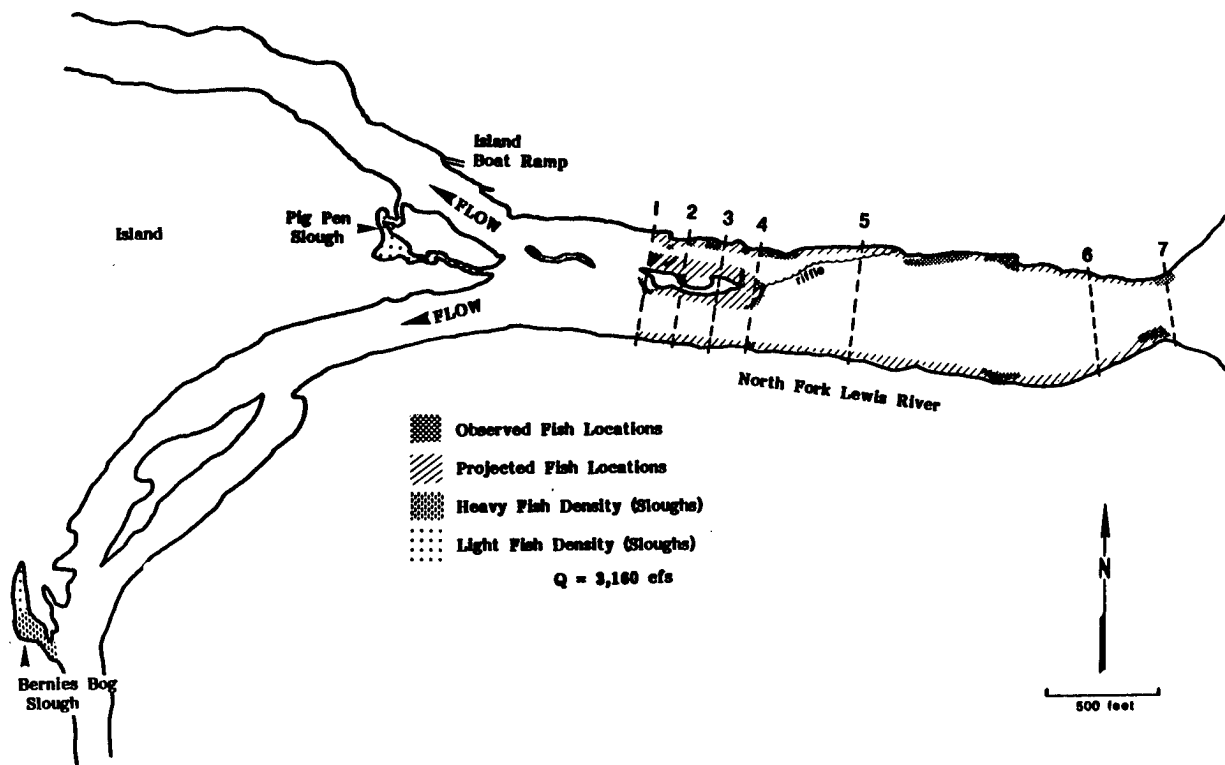 Island
Boat Ramp
FLOW
Pig Pen
Slough
Island
FLOW
1
2
3
4
5
6
7
riffle
North Fork Lewis River
Observed Fish Locations
Projected Fish Locations
Heavy Fish Density (Sloughs)
Light Fish Density (Sloughs)
Q = 3,160 cfs
N
500 feet
Bernies Bog
Slough